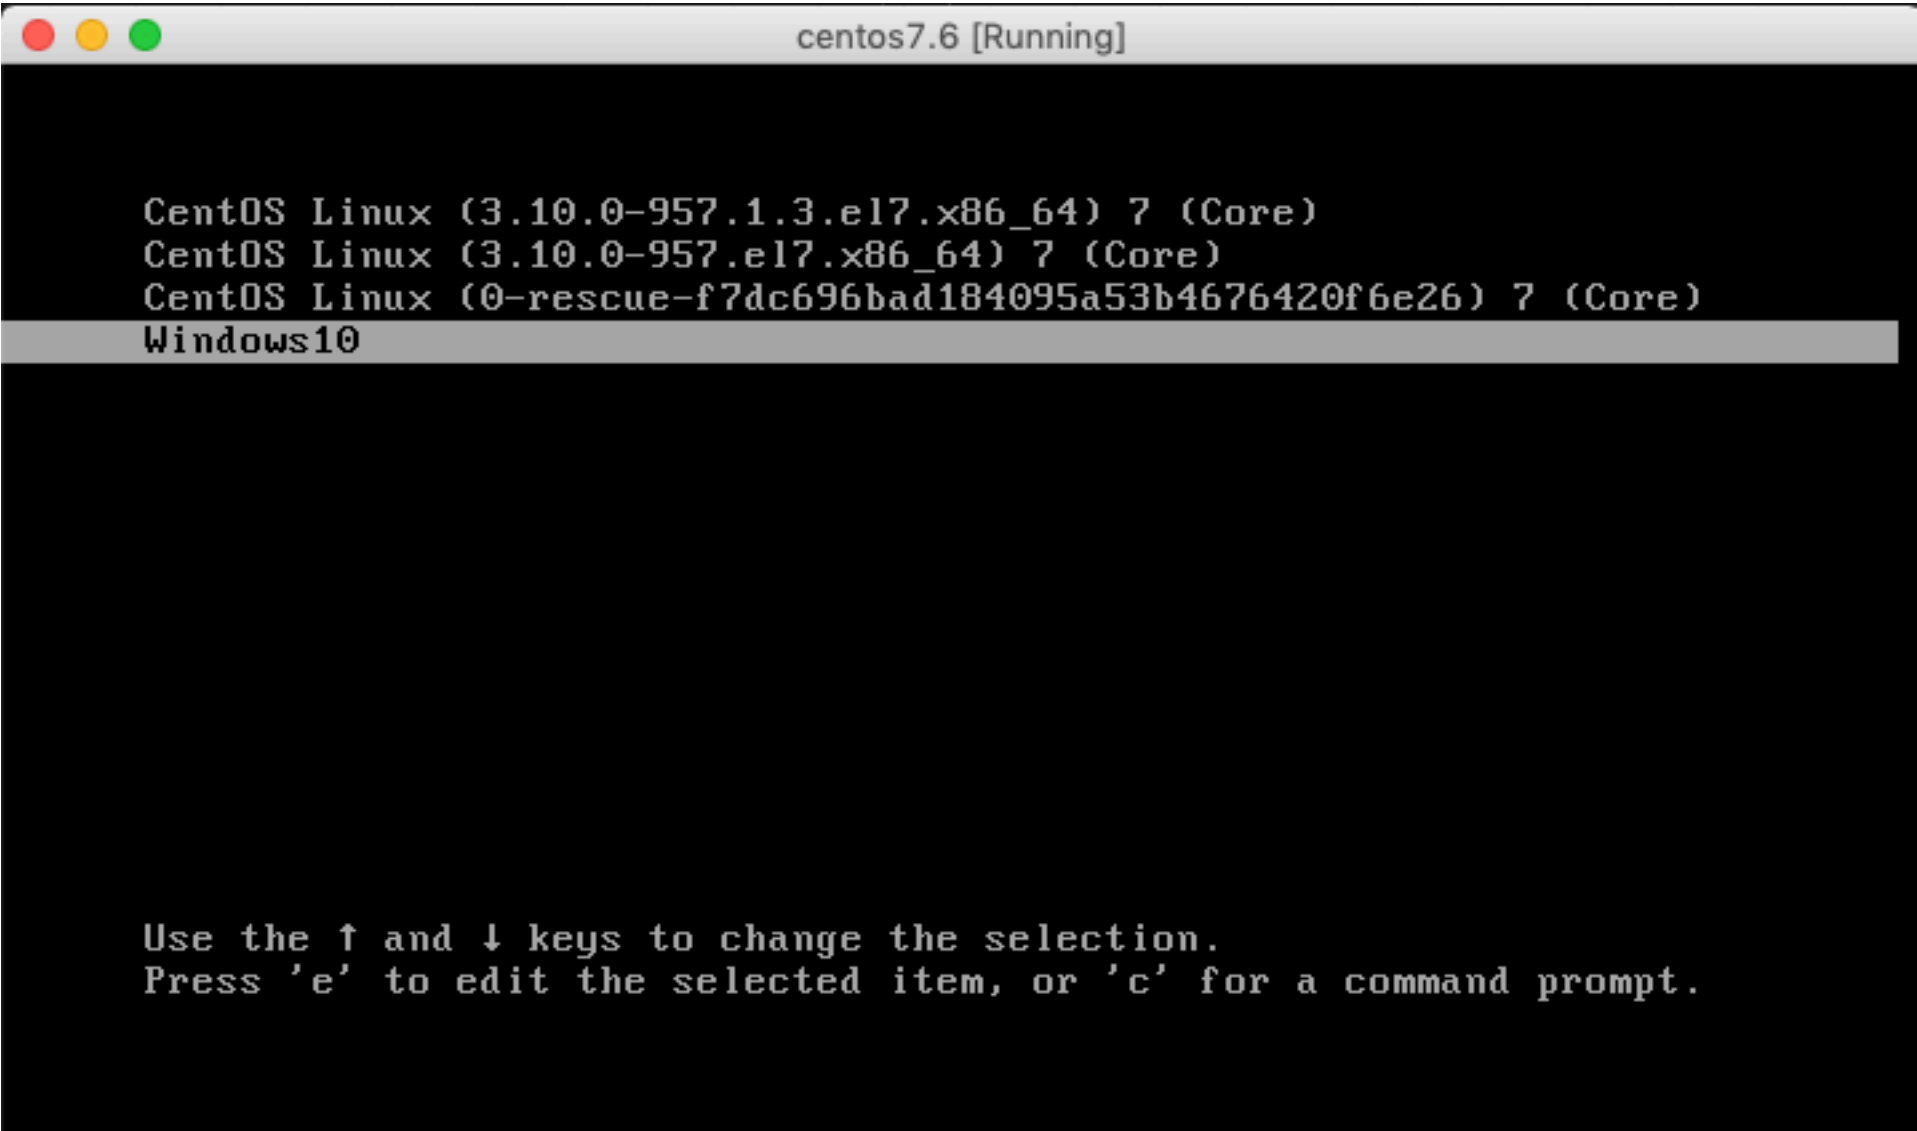 centos7.6 [Running]
CentOS Linux (3.10.0-957.1.3.el7.x86_64) 7 (Core)
CentOS Linux (3.10.0-957.el7.x86_64) 7 (Core)
CentOS Linux (0-rescue-f7dc696bad184095a53b4676420f6e26) 7 (Core)
Windows10
Use the ↑ and ↓ keys to change the selection.
Press 'e' to edit the selected item, or 'c' for a command prompt.